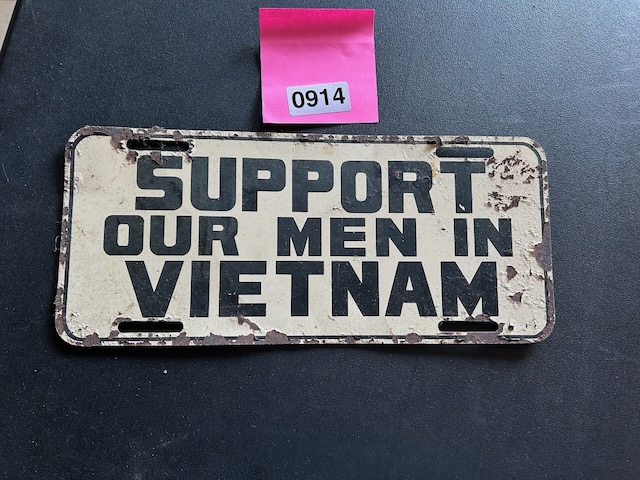 0914
SUPPORT
OUR MEN IN
VIETNAM